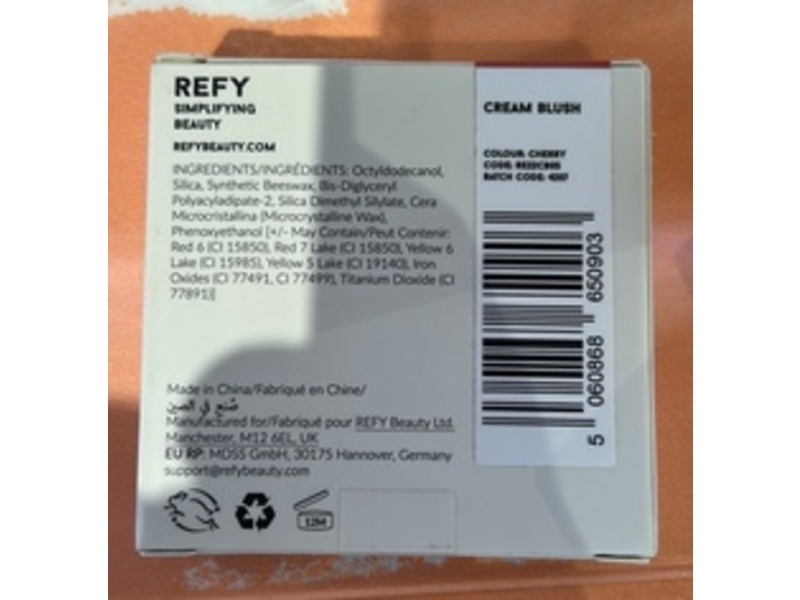 REFY
SIMPLIFYING
BEAUTY
REFYBEAUTY.COM
INGREDIENTS/INGRÉDIENTS: Octyldodecanol,
Silica, Synthetic Beeswax, Bis-Diglyceryl
Polyacyladipate-2, Silica Dimethyl Silylate, Cera
Microcristallina (Microcrystalline Wax),
Phenoxyethanol [+/- May Contain/Peut Contenir:
Red 6 (CI 15850), Red 7 Lake (CI 15850), Yellow 6
Lake (CI 15985), Yellow 5 Lake (CI 19140), Iron
Oxides (CI 77491, CI 77499), Titanium Dioxide (CI
77891)]
Made in China/Fabriqué en Chine/
صُنع في الصين
Manufactured for/Fabriqué pour REFY Beauty Ltd.
Manchester, M12 6EL, UK
EU RP: MDSS GmbH, 30175 Hannover, Germany
support@refybeauty.com
12M
CREAM BLUSH
COLOUR: CHERRY
CODE:
BATCH CODE:
5 060868 650903